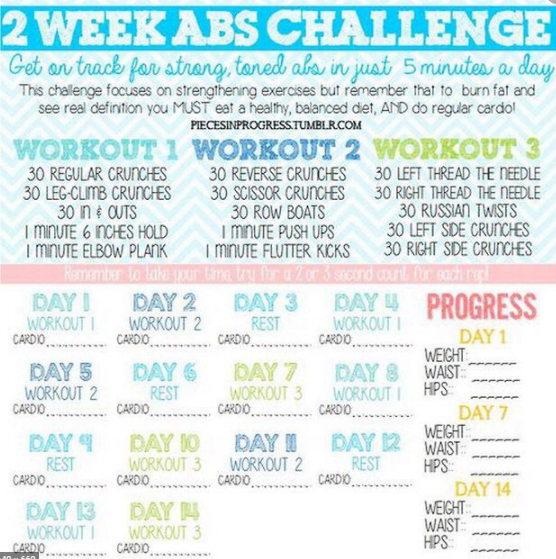 2 WEEK ABS CHALLENGE
Get on track for strong, toned abs in just 5 minutes a day
This challenge focuses on strengthening exercises but remember that to burn fat and
see real definition you MUST eat a healthy, balanced diet, AND do regular cardio!
PIECESINPROGRESS.TUMBLR.COM
WORKOUT 1 WORKOUT 2 WORKOUT 3
30 REGULAR CRUNCHES 30 REVERSE CRUNCHES 30 LEFT THREAD THE NEEDLE
30 LEG-CLIMB CRUNCHES 30 SCISSOR CRUNCHES 30 RIGHT THREAD THE NEEDLE
30 IN & OUTS 30 ROW BOATS 30 RUSSIAN TWISTS
1 MINUTE 6 INCHES HOLD 1 MINUTE PUSH UPS 30 LEFT SIDE CRUNCHES
1 MINUTE ELBOW PLANK 1 MINUTE FLUTTER KICKS 30 RIGHT SIDE CRUNCHES
Remember to take your time, try for a 2 or 3 second count for each rep!
DAY 1 DAY 2 DAY 3 DAY 4
WORKOUT 1 WORKOUT 2 REST WORKOUT 1
CARDIO CARDIO CARDIO CARDIO
DAY 5 DAY 6 DAY 7 DAY 8
WORKOUT 2 REST WORKOUT 3 WORKOUT 1
CARDIO CARDIO CARDIO CARDIO
DAY 9 DAY 10 DAY 11 DAY 12
REST WORKOUT 3 WORKOUT 2 REST
CARDIO CARDIO CARDIO CARDIO
DAY 13 DAY 14
WORKOUT 1 WORKOUT 3
CARDIO CARDIO
PROGRESS
DAY 1
WEIGHT:
WAIST:
HIPS:
DAY 7
WEIGHT:
WAIST:
HIPS:
DAY 14
WEIGHT:
WAIST:
HIPS: